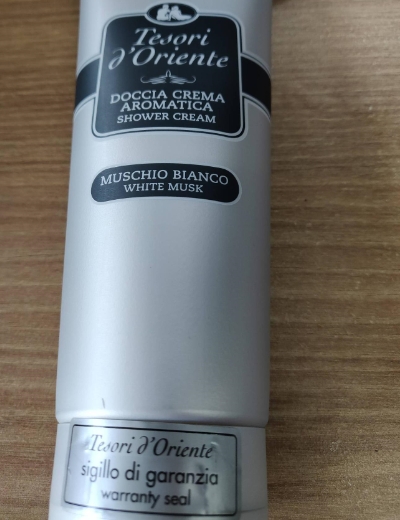 Tesori
d'Oriente
DOCCIA CREMA
AROMATICA
SHOWER CREAM
MUSCHIO BIANCO
WHITE MUSK
Tesori d'Oriente
sigillo di garanzia
warranty seal